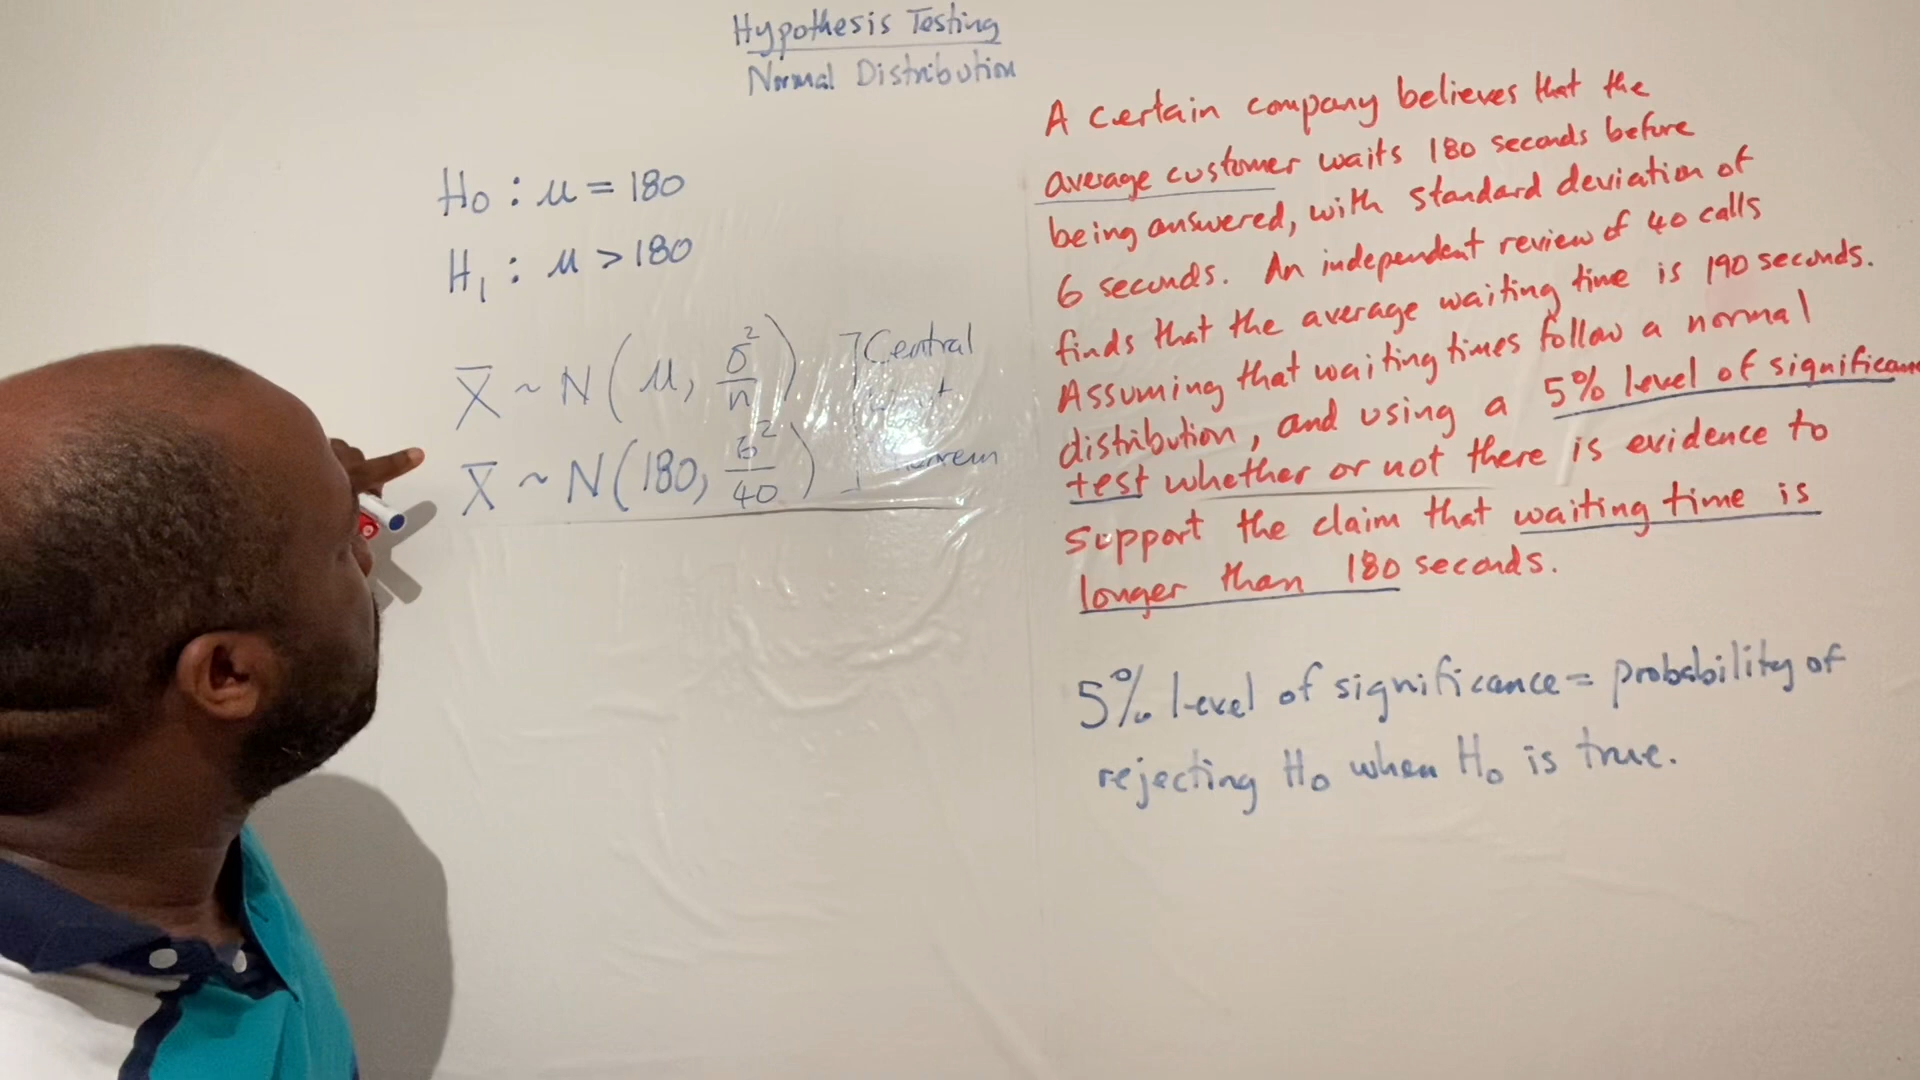 Hypothesis Testing
Normal Distribution
H₀ : μ = 180
H₁ : μ > 180
X̅ ~ N(μ, σ²/n)
X̅ ~ N(180, 6²/40)
Central
A certain company believes that the
average customer waits 180 seconds before
being answered, with standard deviation of
6 seconds. An independent review of 40 calls
finds that the average waiting time is 190 seconds.
Assuming that waiting times follow a normal
distribution, and using a 5% level of significan
test whether or not there is evidence to
support the claim that waiting time is
longer than 180 seconds.
5% level of significance = probability of
rejecting H₀ when H₀ is true.